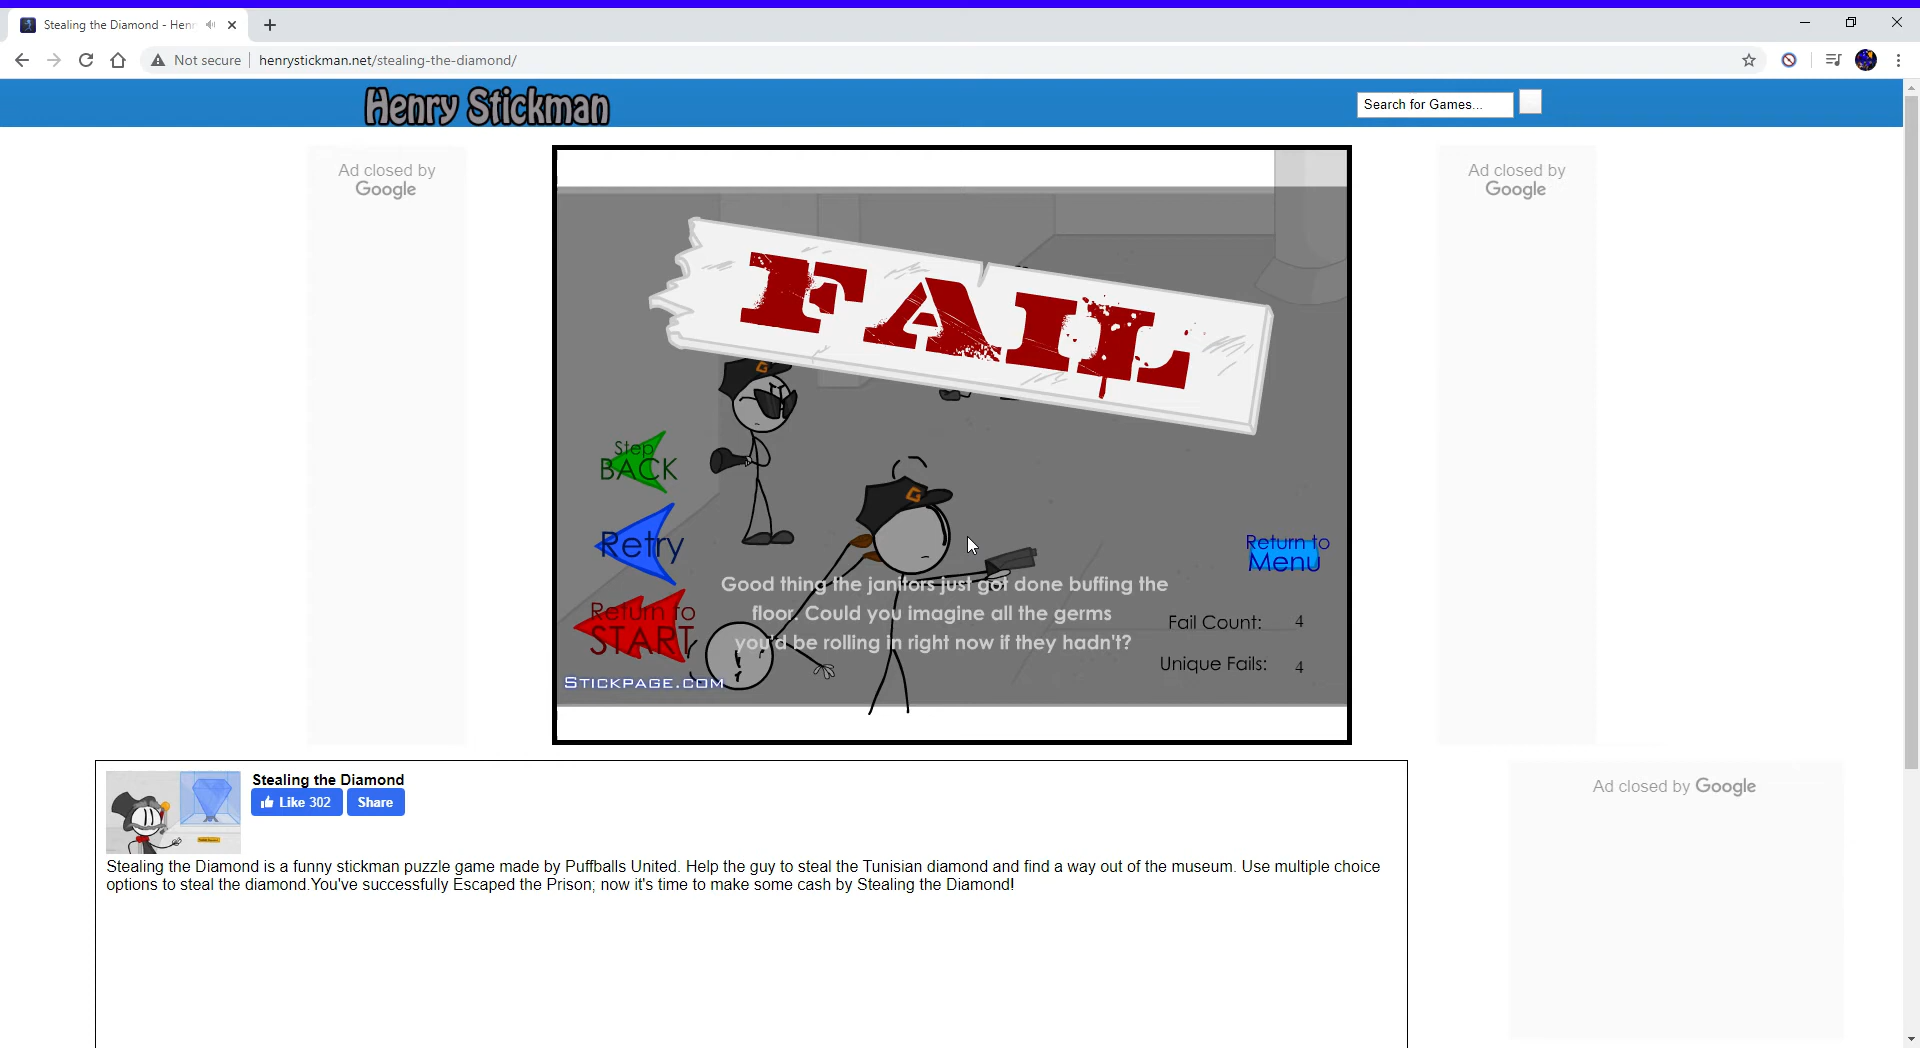 Stealing the Diamond - Henr
Not secure
henrystickman.net/stealing-the-diamond/
Henry Stickman
Search for Games...
Ad closed by
Google
Ad closed by
Google
FAIL
G
Step
BACK
G
Retry
Return to
Menu
Good thing the janitors just got done buffing the
floor. Could you imagine all the germs
you'd be rolling in right now if they hadn't?
Return to
START
Fail Count: 4
Unique Fails: 4
STICKPAGE.COM
Stealing the Diamond
Like 302
Share
Ad closed by Google
Stealing the Diamond is a funny stickman puzzle game made by Puffballs United. Help the guy to steal the Tunisian diamond and find a way out of the museum. Use multiple choice
options to steal the diamond.You've successfully Escaped the Prison; now it's time to make some cash by Stealing the Diamond!